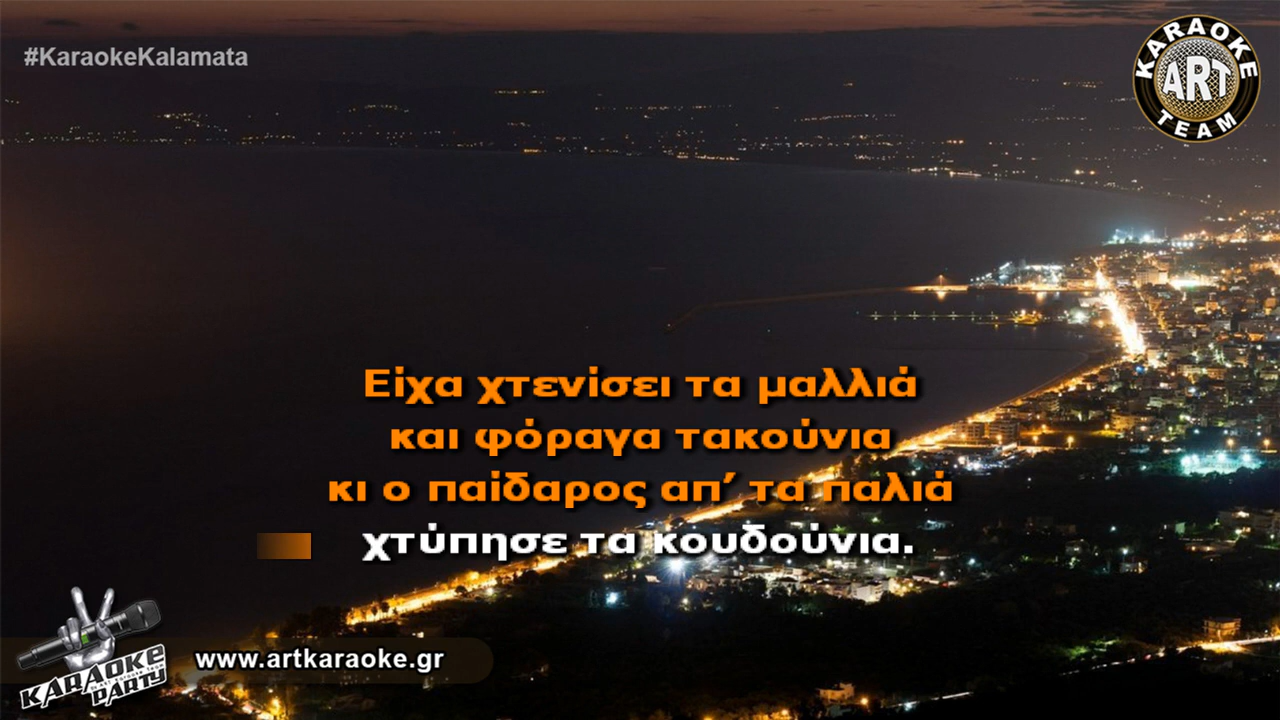 #KaraokeKalamata
KARAOKE
ART
TEAM
Είχα χτενίσει τα μαλλιά
και φόραγα τακούνια
κι ο παίδαρος απ’ τα παλιά
χτύπησε τα κουδούνια.
KARAOKE
PARTY
www.artkaraoke.gr